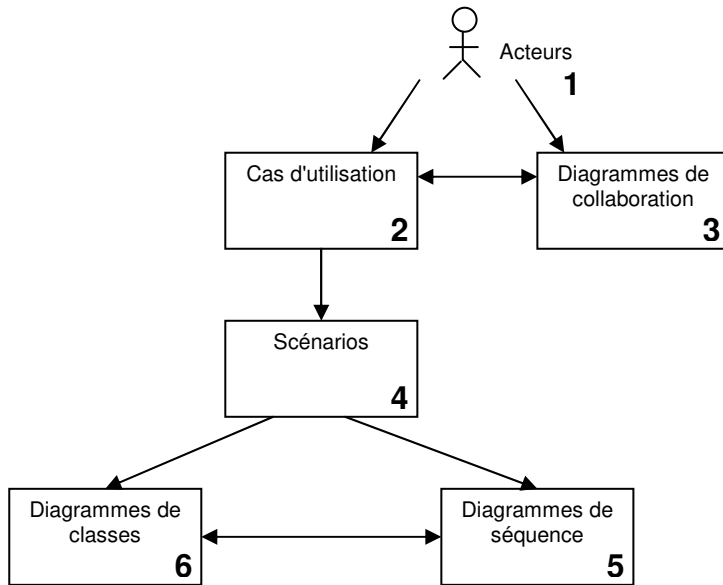 Acteurs
1
Cas d'utilisation
2
Diagrammes de
collaboration
3
Scénarios
4
Diagrammes de
classes
6
Diagrammes de
séquence
5